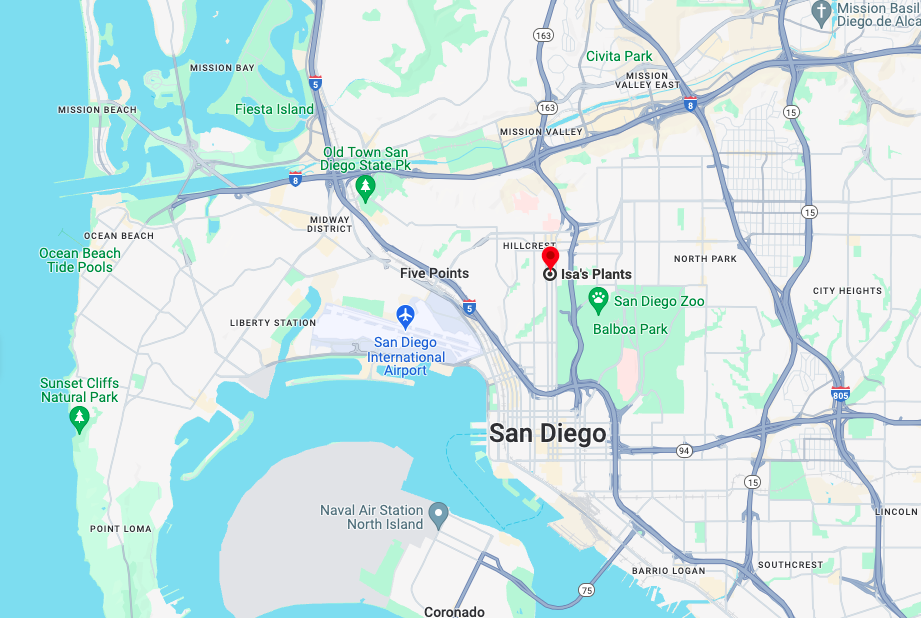 Mission Basil
Diego de Alca
163
Civita Park
MISSION BAY
MISSION
VALLEY EAST
5
8
MISSION BEACH
Fiesta Island
163
15
MISSION VALLEY
Old Town San
Diego State Pk
8
15
MIDWAY
DISTRICT
OCEAN BEACH
HILLCREST
Ocean Beach
Tide Pools
NORTH PARK
Five Points
Isa's Plants
CITY HEIGHTS
San Diego Zoo
5
LIBERTY STATION
Balboa Park
San Diego
International
Airport
Sunset Cliffs
Natural Park
805
San Diego
94
15
Naval Air Station
North Island
LINCOLN
POINT LOMA
SOUTHCREST
BARRIO LOGAN
75
Coronado